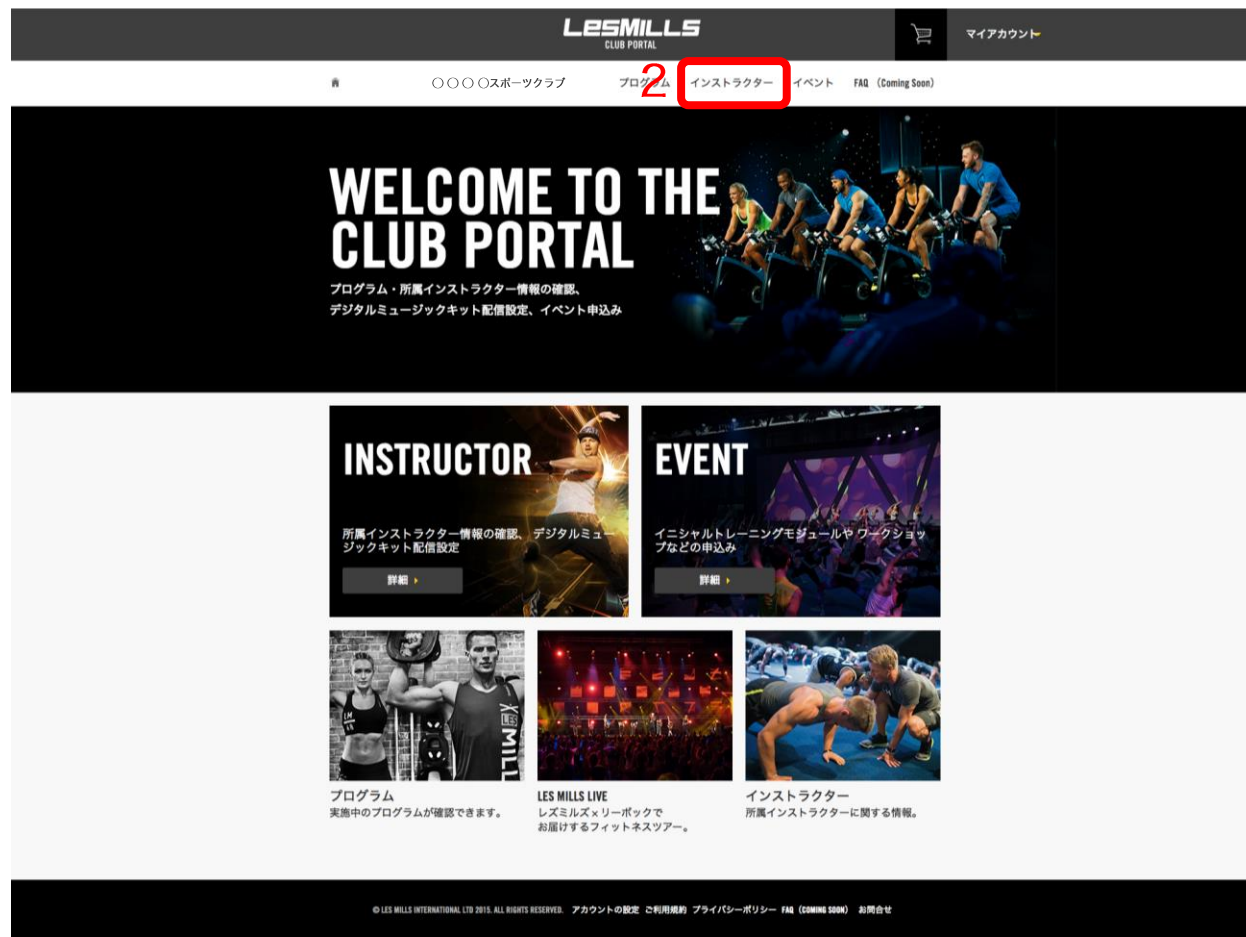 LESMILLS
CLUB PORTAL
マイアカウント
〇〇〇〇スポーツクラブ
プログラム
2
インストラクター
イベント
FAQ （Coming Soon）
WELCOME TO THE
CLUB PORTAL
プログラム・所属インストラクター情報の確認、
デジタルミュージックキット配信設定、イベント申込み
INSTRUCTOR
所属インストラクター情報の確認、 デジタルミュー
ジックキット配信設定
詳細
EVENT
イニシャルトレーニングモジュールや ワークショッ
プなどの申込み
詳細
LM
X LES MILL
プログラム
実施中のプログラムが確認できます。
LES MILLS LIVE
レズミルズ×リーボックで
お届けするフィットネスツアー。
インストラクター
所属インストラクターに関する情報。
© LES MILLS INTERNATIONAL LTD 2015. ALL RIGHTS RESERVED. アカウントの設定 ご利用規約 プライバシーポリシー FAQ（COMING SOON） お問合せ